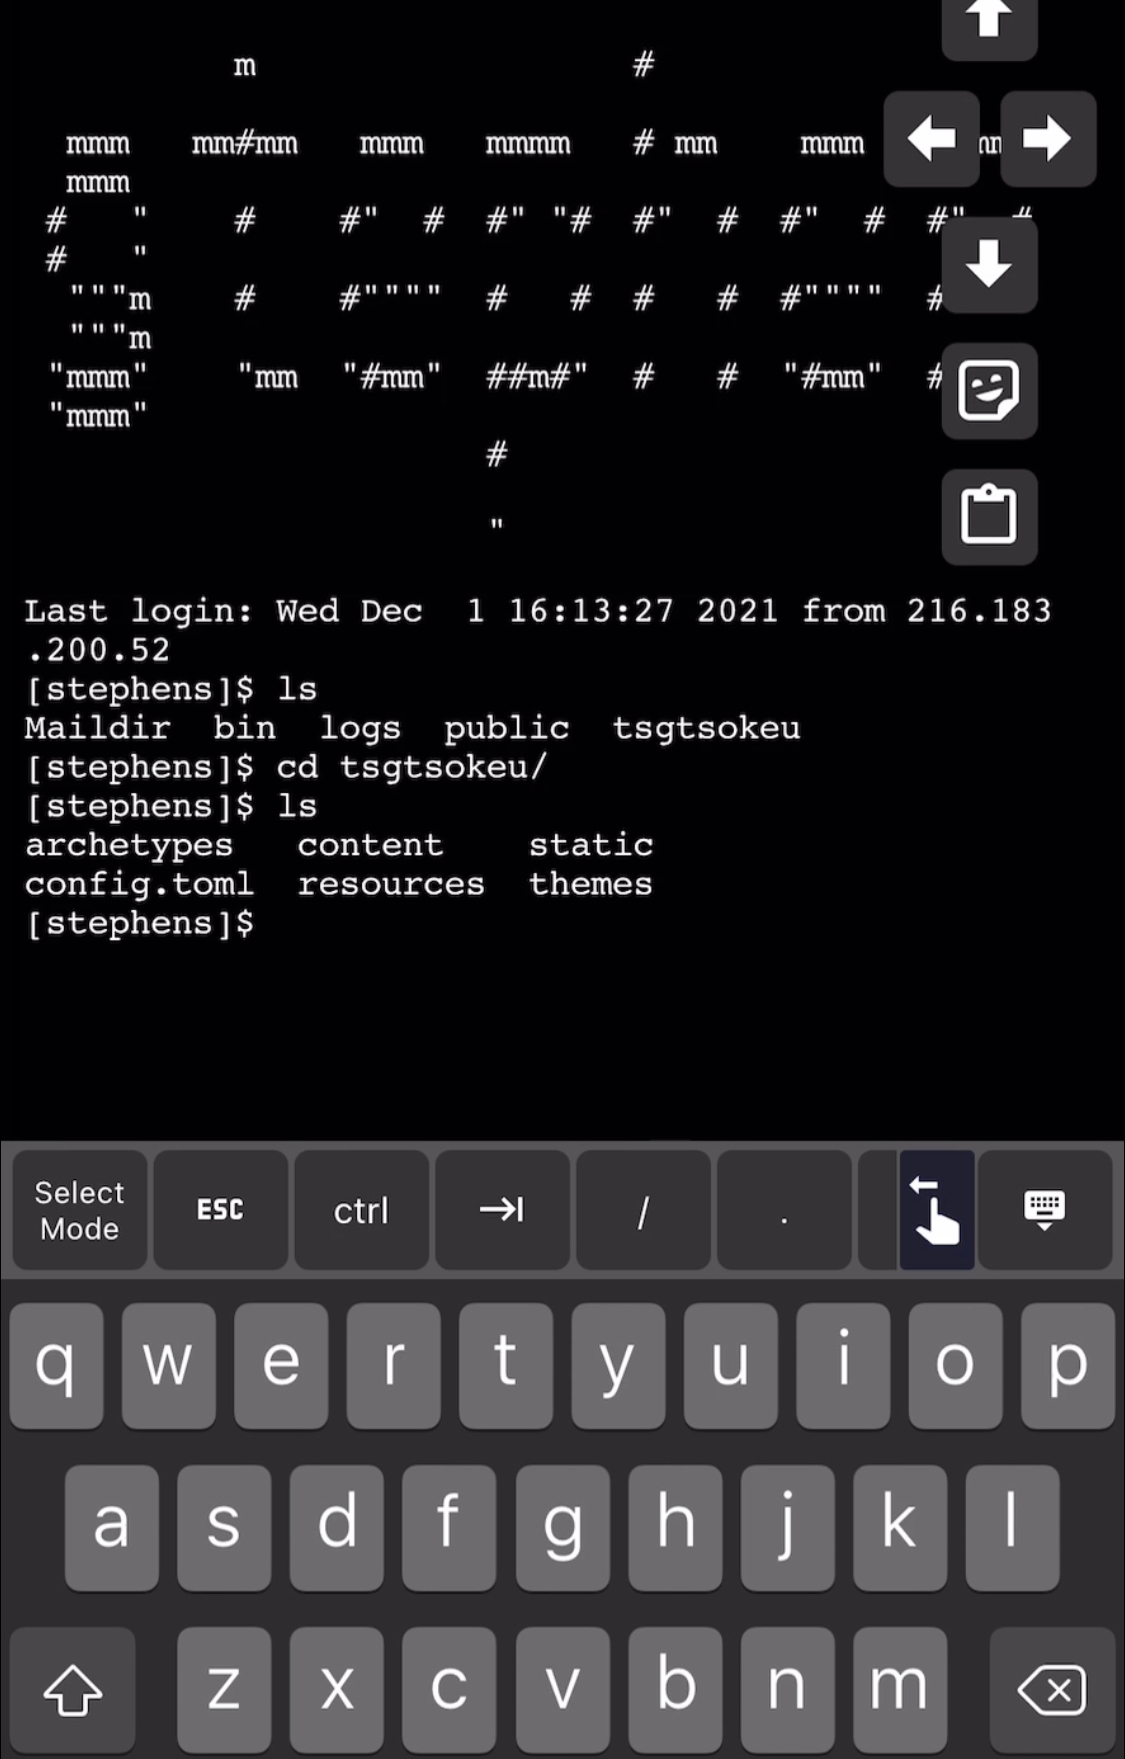 m #
mmm mm#mm mmm mmmm # mm mmm
mmm
# " # #" # #" "# #" # #" # #" #
# "
"""m # #"""" # # # # #"""" #
"""m
"mmm" "mm "#mm" ##m#" # # "#mm" #
"mmm"
#
"
Last login: Wed Dec  1 16:13:27 2021 from 216.183
.200.52
[stephens]$ ls
Maildir  bin  logs  public  tsgtsokeu
[stephens]$ cd tsgtsokeu/
[stephens]$ ls
archetypes   content    static
config.toml  resources  themes
[stephens]$
Select
Mode
ESC
ctrl
/
.
q w e r t y u i o p
a s d f g h j k l
z x c v b n m